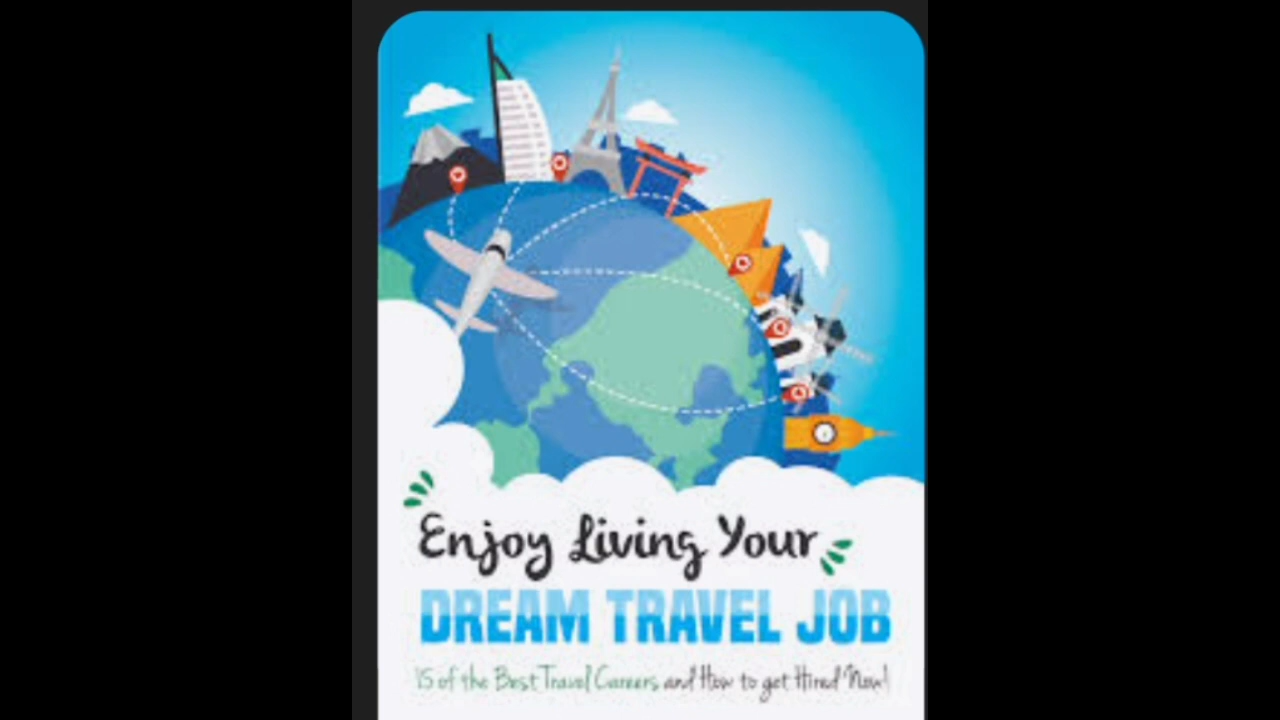 Enjoy Living Your
DREAM TRAVEL JOB
15 of the Best Travel Careers and How to get Hired Now!